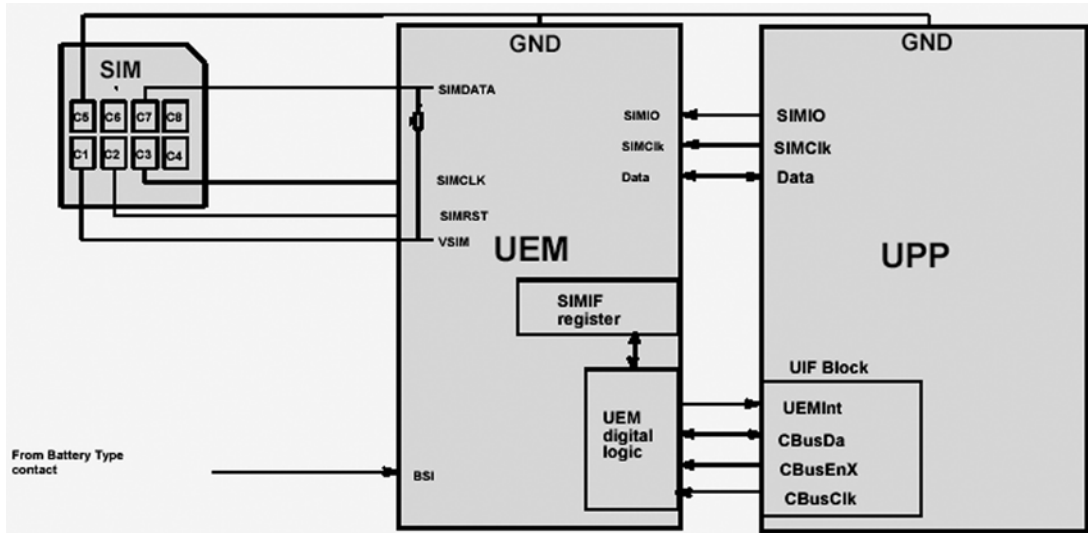 GND
GND
SIM
SIMDATA
C5
C6
C7
C8
SIMIO
SIMIO
C1
C2
C3
C4
SIMClk
SIMClk
SIMCLK
Data
Data
SIMRST
VSIM
UEM
UPP
SIMIF
register
UIF Block
UEM
digital
logic
UEMInt
CBusDa
CBusEnX
CBusClk
From Battery Type
contact
BSI